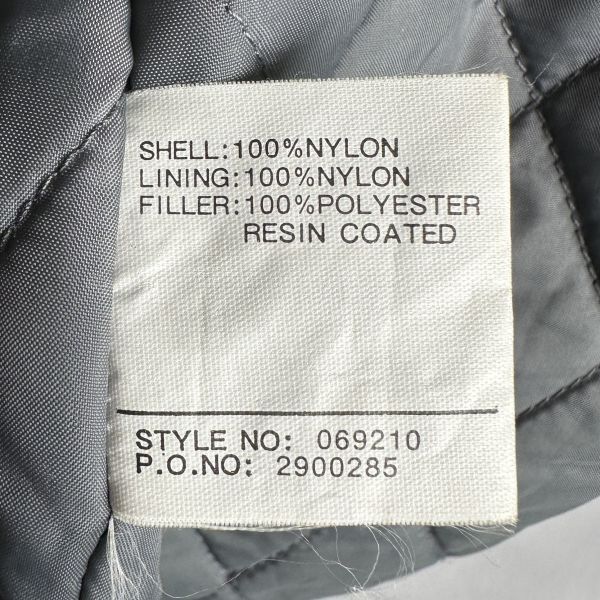 SHELL:100%NYLON
LINING:100%NYLON
FILLER:100%POLYESTER
RESIN COATED
STYLE NO: 069210
P.O.NO: 2900285